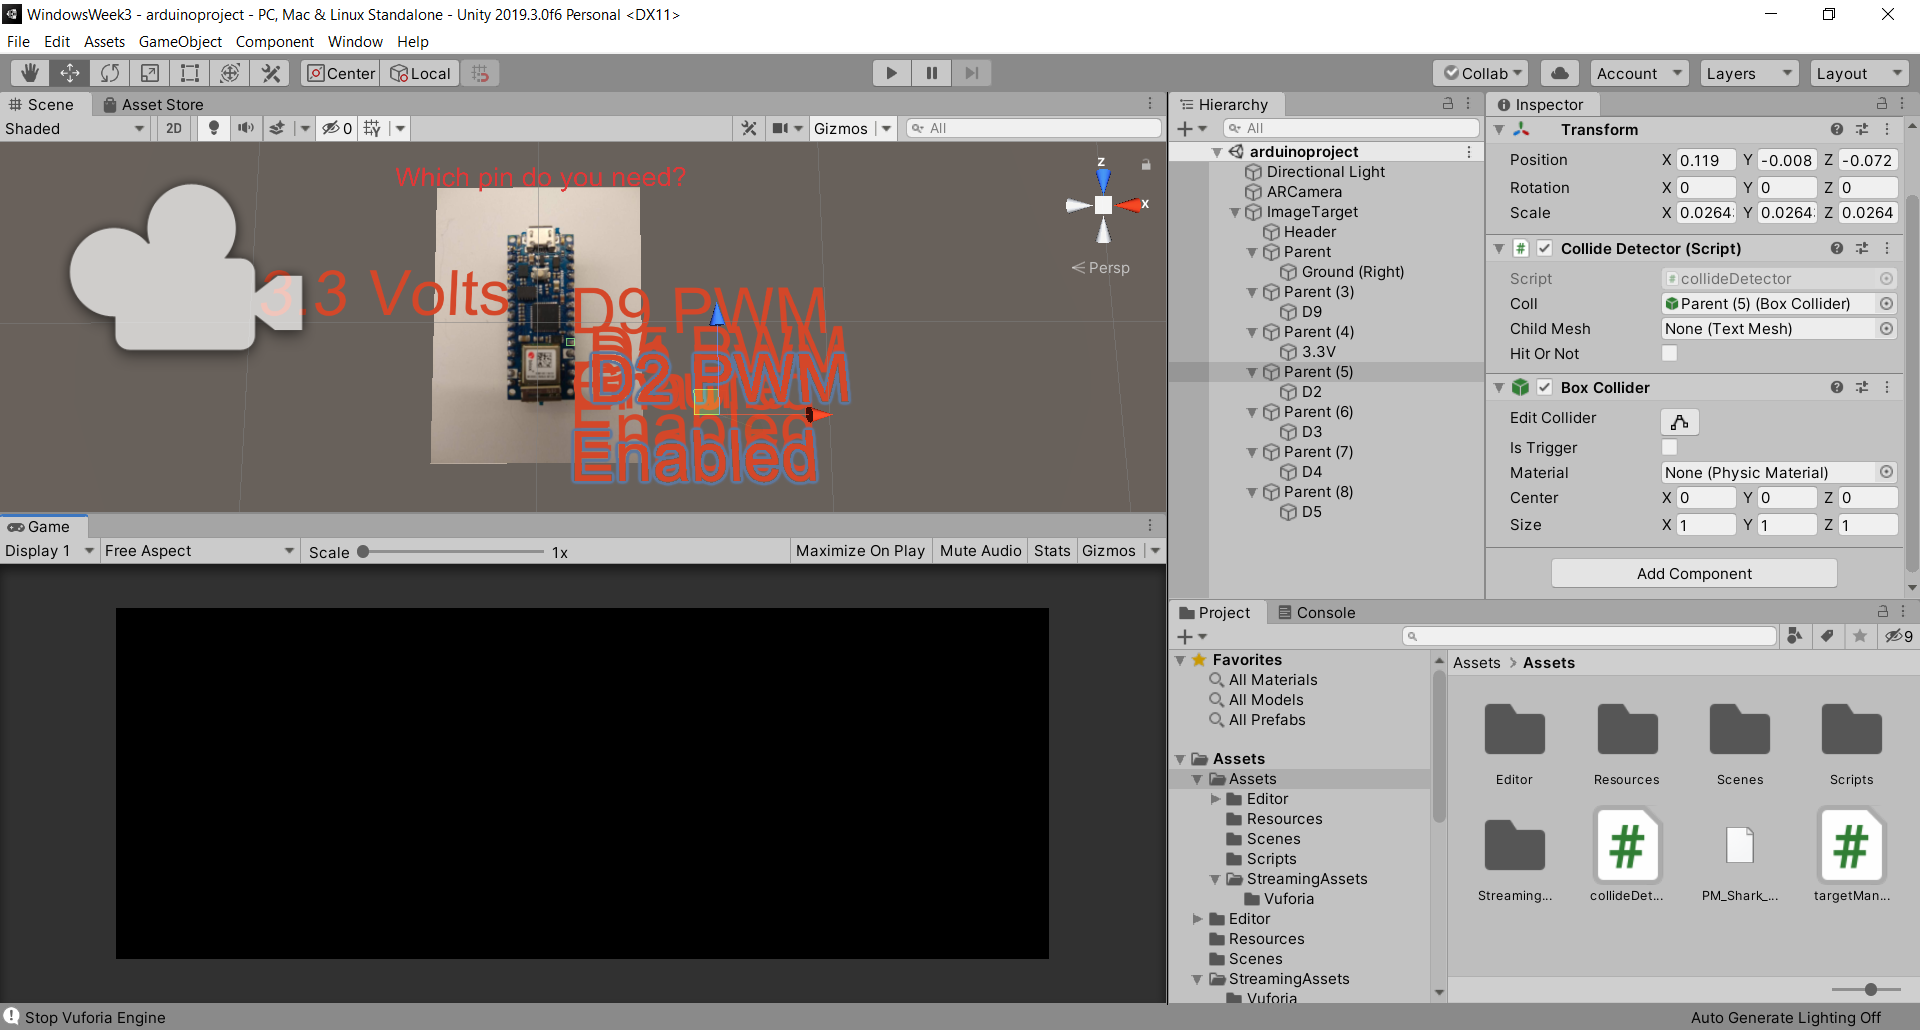 WindowsWeek3 - arduinoproject - PC, Mac & Linux Standalone - Unity 2019.3.0f6 Personal <DX11>
File Edit Assets GameObject Component Window Help
Center Local
Collab Account Layers Layout
Scene Asset Store
Shaded 2D 0 Gizmos All
Which pin do you need?
3.3 Volts
D9 PWM
D2 PWM
Enabled
Enabled
z
x
Persp
Game
Display 1 Free Aspect Scale 1x Maximize On Play Mute Audio Stats Gizmos
Hierarchy
All
arduinoproject
Directional Light
ARCamera
ImageTarget
Header
Parent
Ground (Right)
Parent (3)
D9
Parent (4)
3.3V
Parent (5)
D2
Parent (6)
D3
Parent (7)
D4
Parent (8)
D5
Inspector
Transform
Position X 0.119 Y -0.008 Z -0.072
Rotation X 0 Y 0 Z 0
Scale X 0.0264 Y 0.0264 Z 0.0264
# Collide Detector (Script)
Script # collideDetector
Coll Parent (5) (Box Collider)
Child Mesh None (Text Mesh)
Hit Or Not
Box Collider
Edit Collider
Is Trigger
Material None (Physic Material)
Center X 0 Y 0 Z 0
Size X 1 Y 1 Z 1
Add Component
Project Console
9
Favorites
All Materials
All Models
All Prefabs
Assets
Assets
Editor
Resources
Scenes
Scripts
StreamingAssets
Vuforia
Editor
Resources
Scenes
StreamingAssets
Vuforia
Assets > Assets
Editor Resources Scenes Scripts
# #
Streaming... collideDet... PM_Shark_... targetMan...
Stop Vuforia Engine
Auto Generate Lighting Off